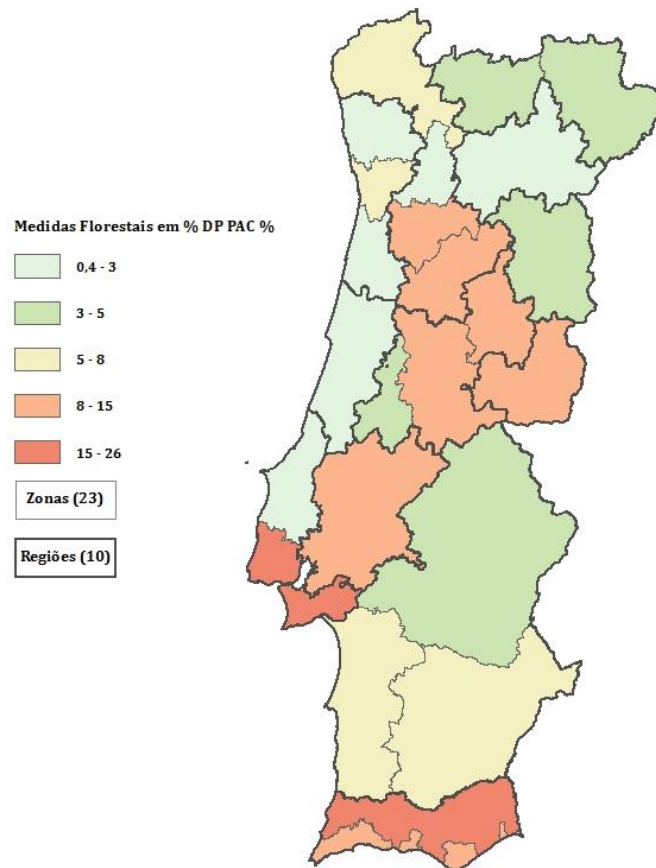 Medidas Florestais em % DP PAC %
0,4 - 3
3 - 5
5 - 8
8 - 15
15 - 26
Zonas (23)
Regiões (10)